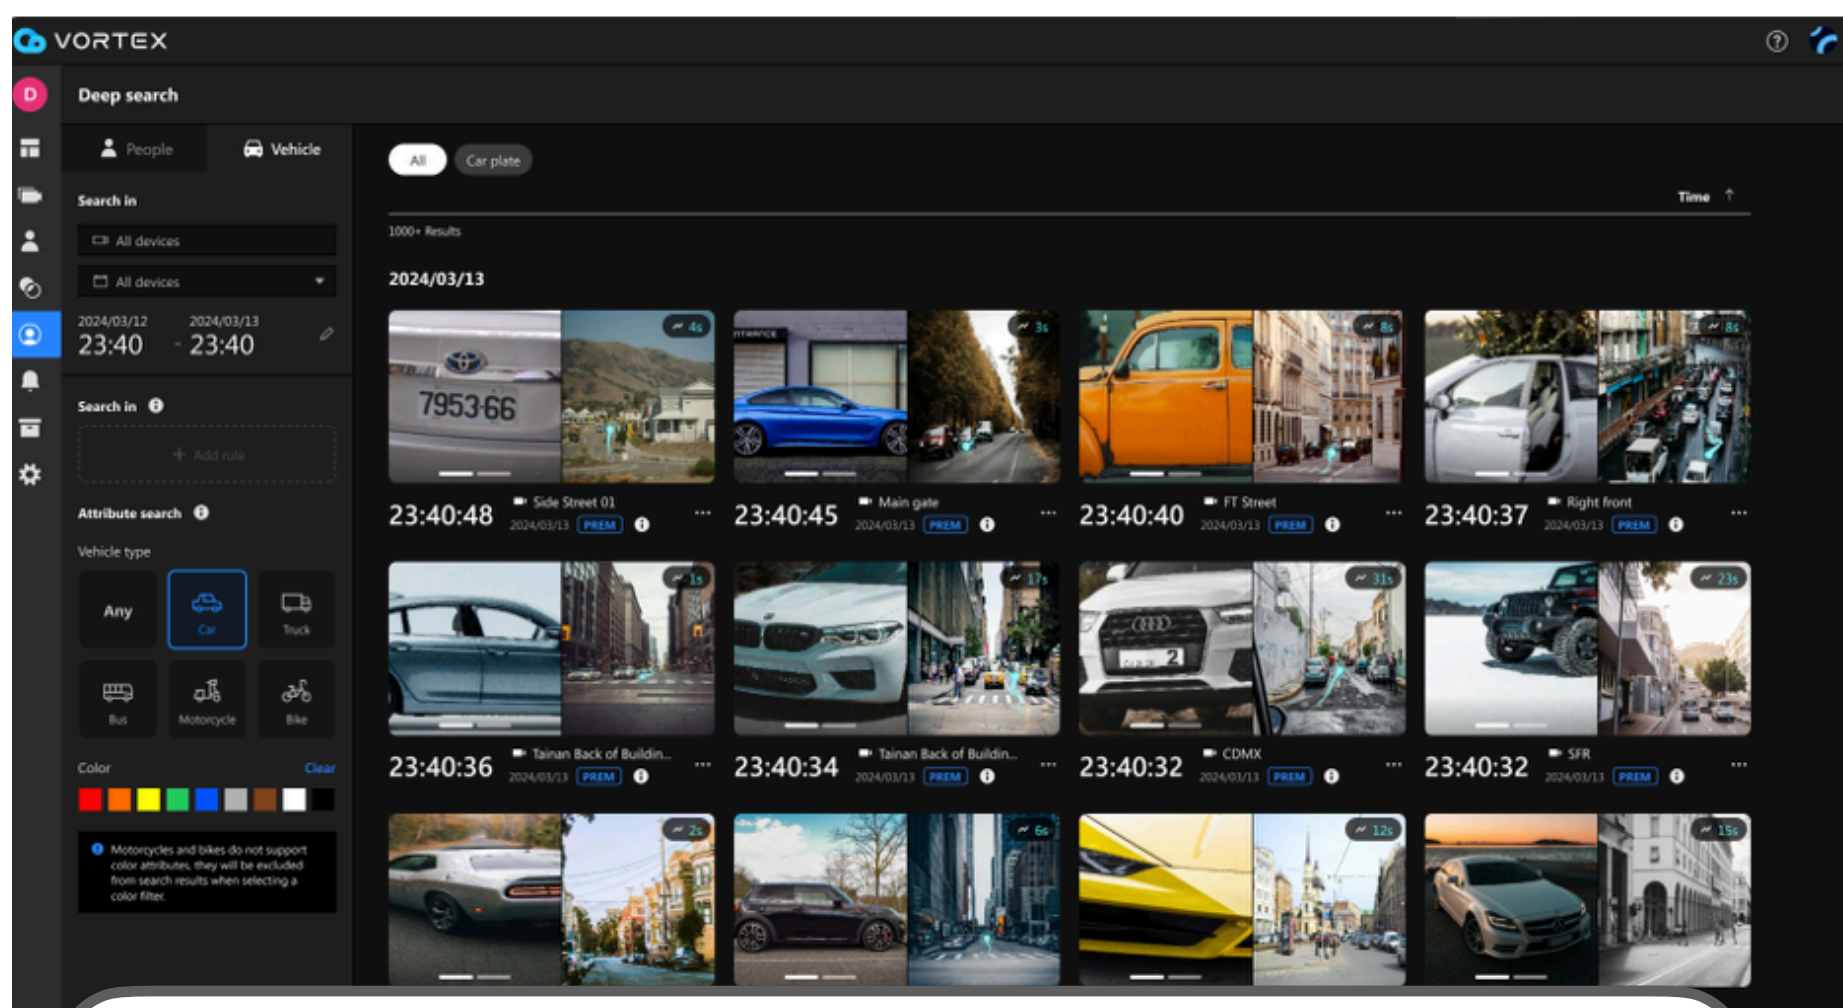 VORTEX
D
Deep search
People
Vehicle
Search in
All devices
All devices
2024/03/12 2024/03/13
23:40 - 23:40
Search in
+ Add rule
Attribute search
Vehicle type
Any
Car
Truck
Bus
Motorcycle
Bike
Color Clear
Motorcycles and bikes do not support
color attributes, they will be excluded
from search results when selecting a
color filter.
All
Car plate
Time ↑
1000+ Results
2024/03/13
7953-66
4s
ENTRANCE
3s
8s
8s
23:40:48 Side Street 01
2024/03/13 PREM
23:40:45 Main gate
2024/03/13 PREM
23:40:40 FT Street
2024/03/13 PREM
23:40:37 Right front
2024/03/13 PREM
1s
17s
2
31s
23s
23:40:36 Tainan Back of Buildin...
2024/03/13 PREM
23:40:34 Tainan Back of Buildin...
2024/03/13 PREM
23:40:32 CDMX
2024/03/13 PREM
23:40:32 SFR
2024/03/13 PREM
2s
6s
12s
15s